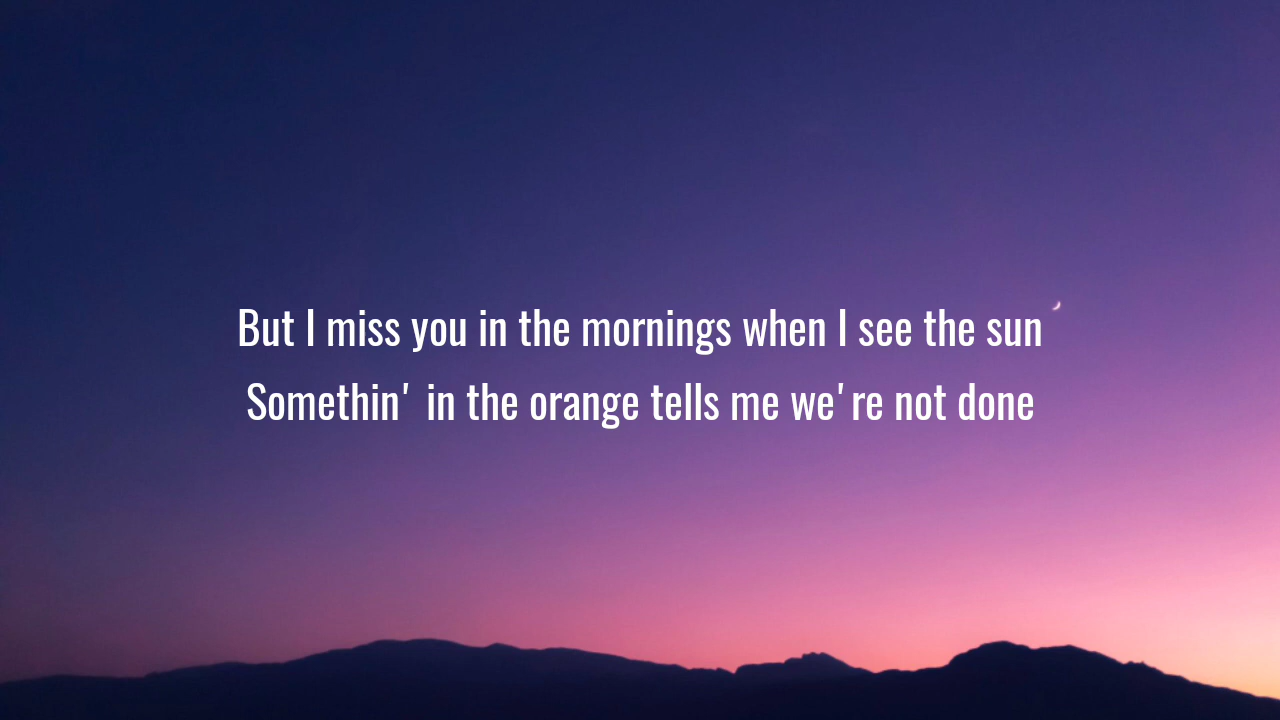 But I miss you in the mornings when I see the sun
Somethin' in the orange tells me we're not done